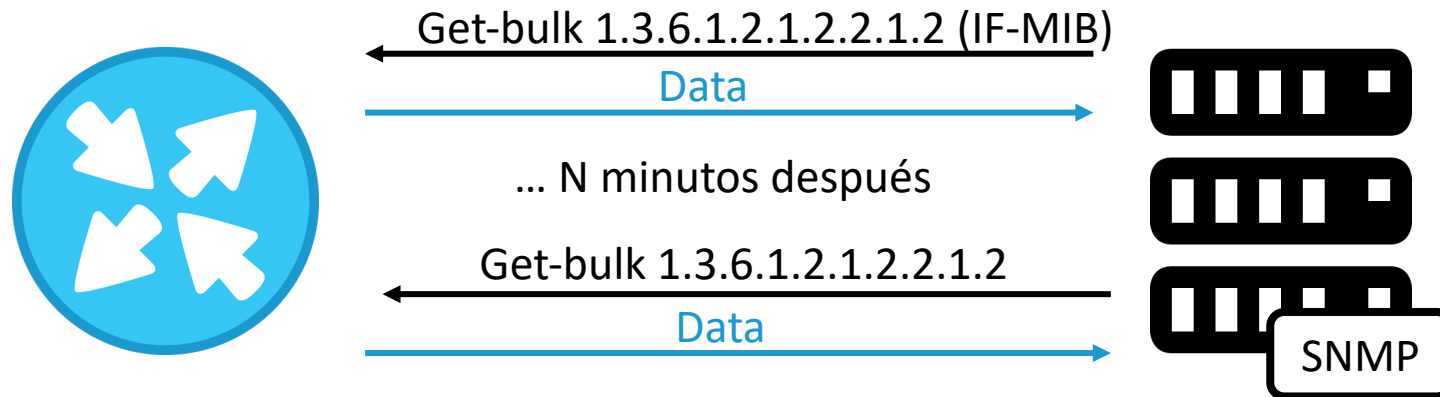 Get-bulk 1.3.6.1.2.1.2.2.1.2 (IF-MIB)
Data
... N minutos después
Get-bulk 1.3.6.1.2.1.2.2.1.2
Data
SNMP